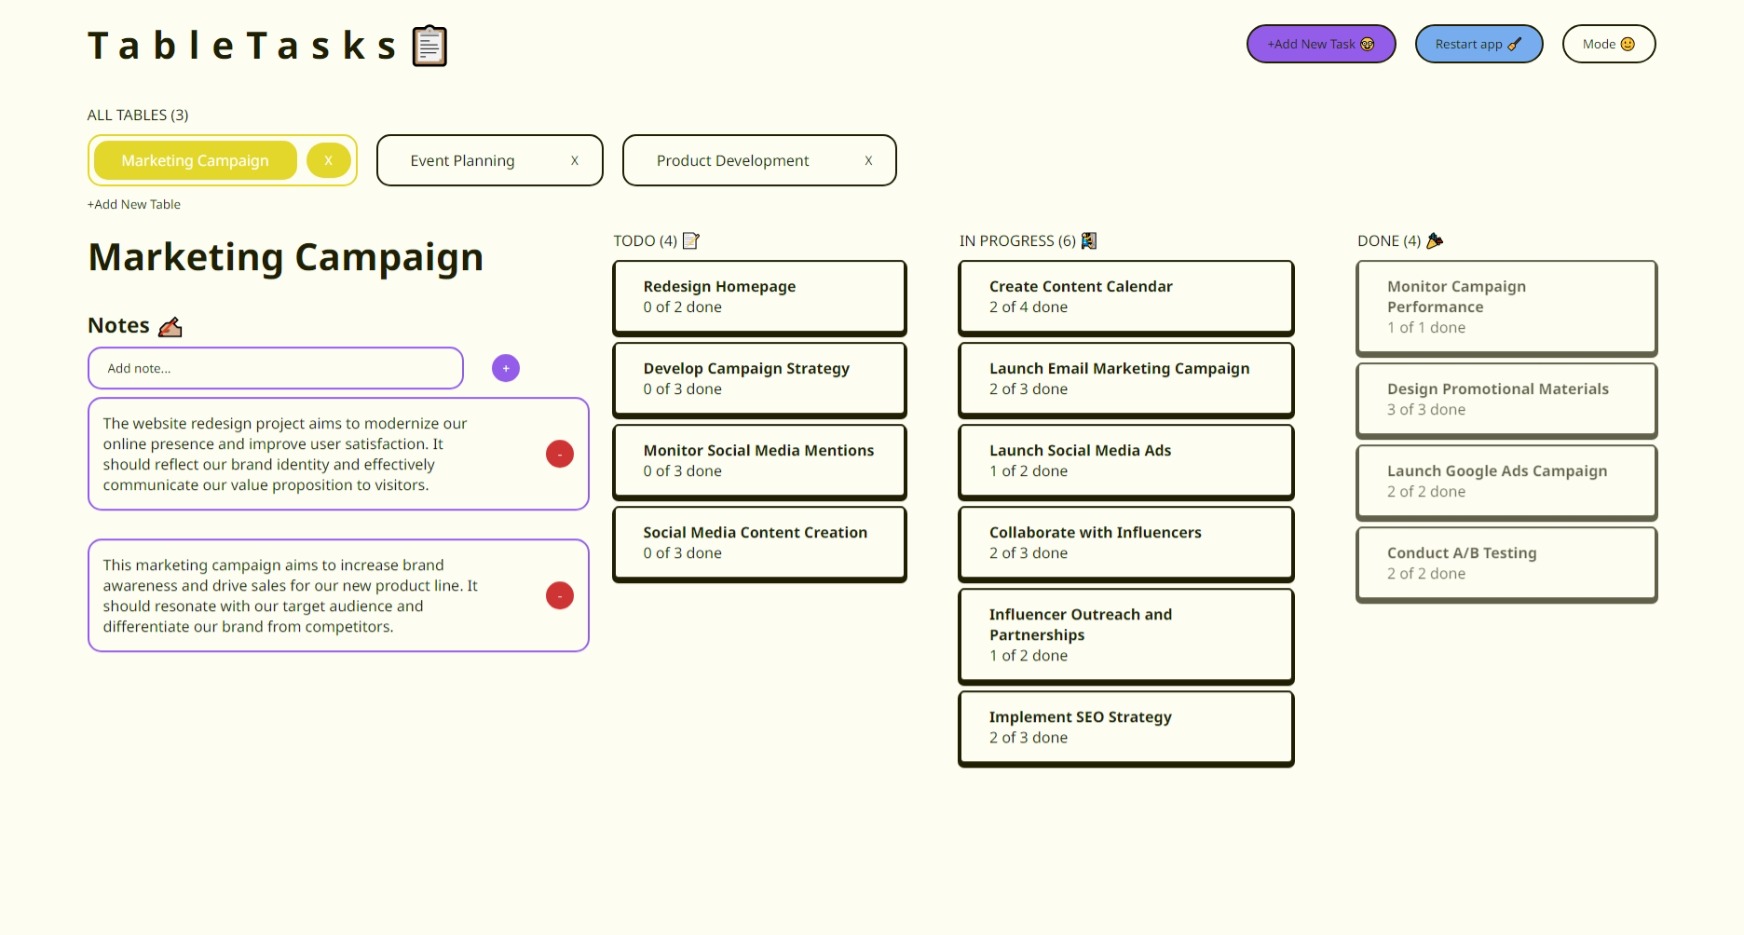 TableTasks
+Add New Task
Restart app
Mode
ALL TABLES (3)
Marketing Campaign
X
Event Planning
X
Product Development
X
+Add New Table
Marketing Campaign
Notes
Add note...
+
The website redesign project aims to modernize our
online presence and improve user satisfaction. It
should reflect our brand identity and effectively
communicate our value proposition to visitors.
-
This marketing campaign aims to increase brand
awareness and drive sales for our new product line. It
should resonate with our target audience and
differentiate our brand from competitors.
-
TODO (4)
Redesign Homepage
0 of 2 done
Develop Campaign Strategy
0 of 3 done
Monitor Social Media Mentions
0 of 3 done
Social Media Content Creation
0 of 3 done
IN PROGRESS (6)
Create Content Calendar
2 of 4 done
Launch Email Marketing Campaign
2 of 3 done
Launch Social Media Ads
1 of 2 done
Collaborate with Influencers
2 of 3 done
Influencer Outreach and
Partnerships
1 of 2 done
Implement SEO Strategy
2 of 3 done
DONE (4)
Monitor Campaign
Performance
1 of 1 done
Design Promotional Materials
3 of 3 done
Launch Google Ads Campaign
2 of 2 done
Conduct A/B Testing
2 of 2 done